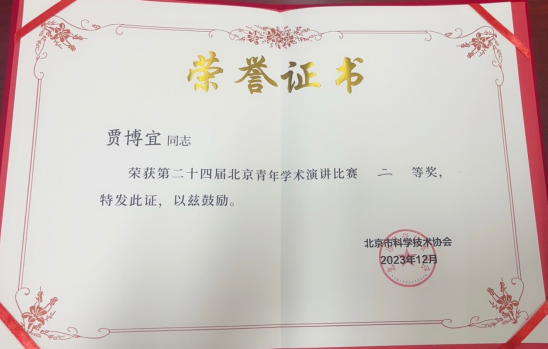 荣誉证书
贾博宜 同志
荣获第二十四届北京青年学术演讲比赛 二 等奖，
特发此证，以兹鼓励。
北京市科学技术协会
2023年12月